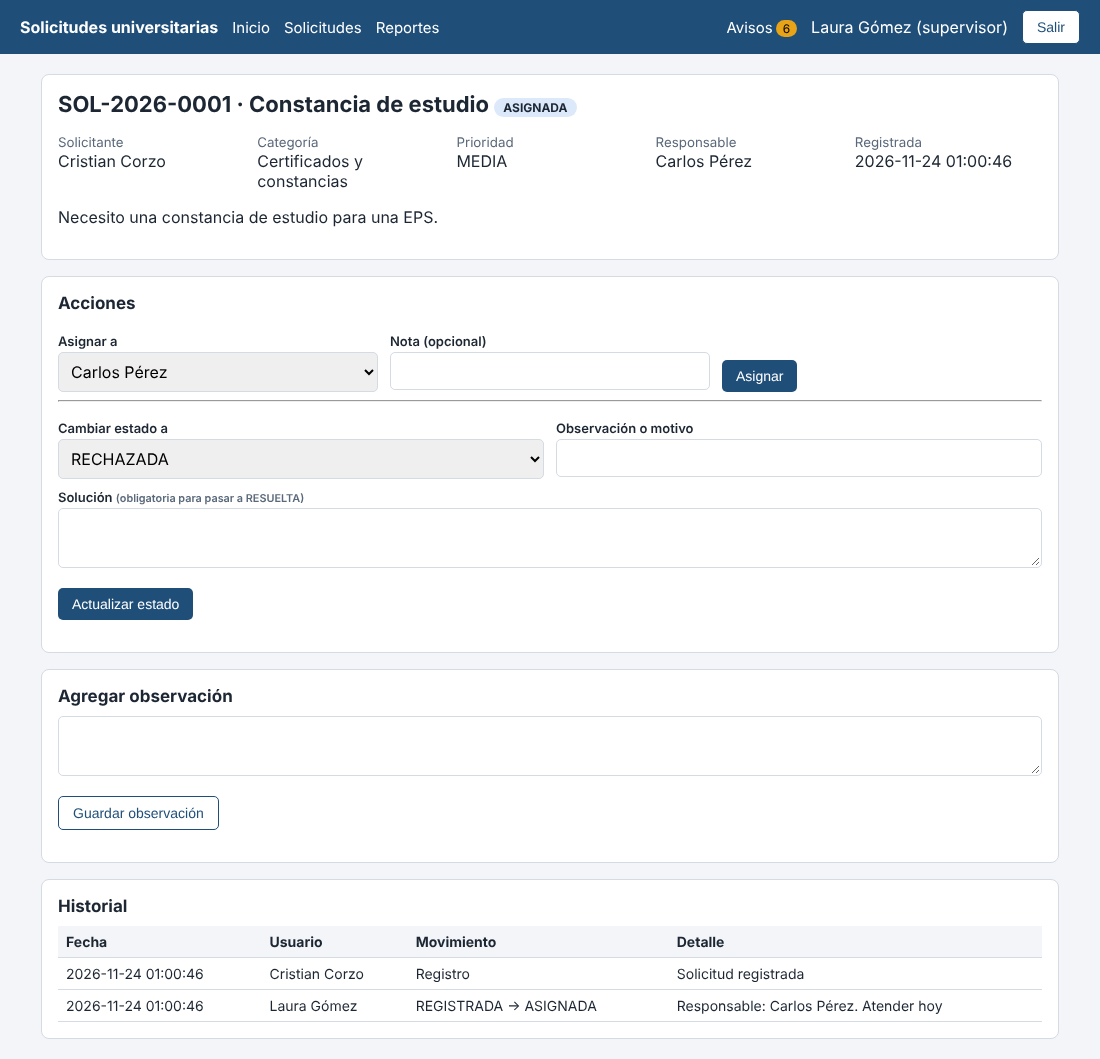 Solicitudes universitarias Inicio Solicitudes Reportes Avisos 6 Laura Gómez (supervisor) Salir
SOL-2026-0001 · Constancia de estudio ASIGNADA
Solicitante Categoría Prioridad Responsable Registrada
Cristian Corzo Certificados y MEDIA Carlos Pérez 2026-11-24 01:00:46
constancias
Necesito una constancia de estudio para una EPS.
Acciones
Asignar a Nota (opcional)
Carlos Pérez Asignar
Cambiar estado a Observación o motivo
RECHAZADA
Solución (obligatoria para pasar a RESUELTA)
Actualizar estado
Agregar observación
Guardar observación
Historial
Fecha Usuario Movimiento Detalle
2026-11-24 01:00:46 Cristian Corzo Registro Solicitud registrada
2026-11-24 01:00:46 Laura Gómez REGISTRADA → ASIGNADA Responsable: Carlos Pérez. Atender hoy